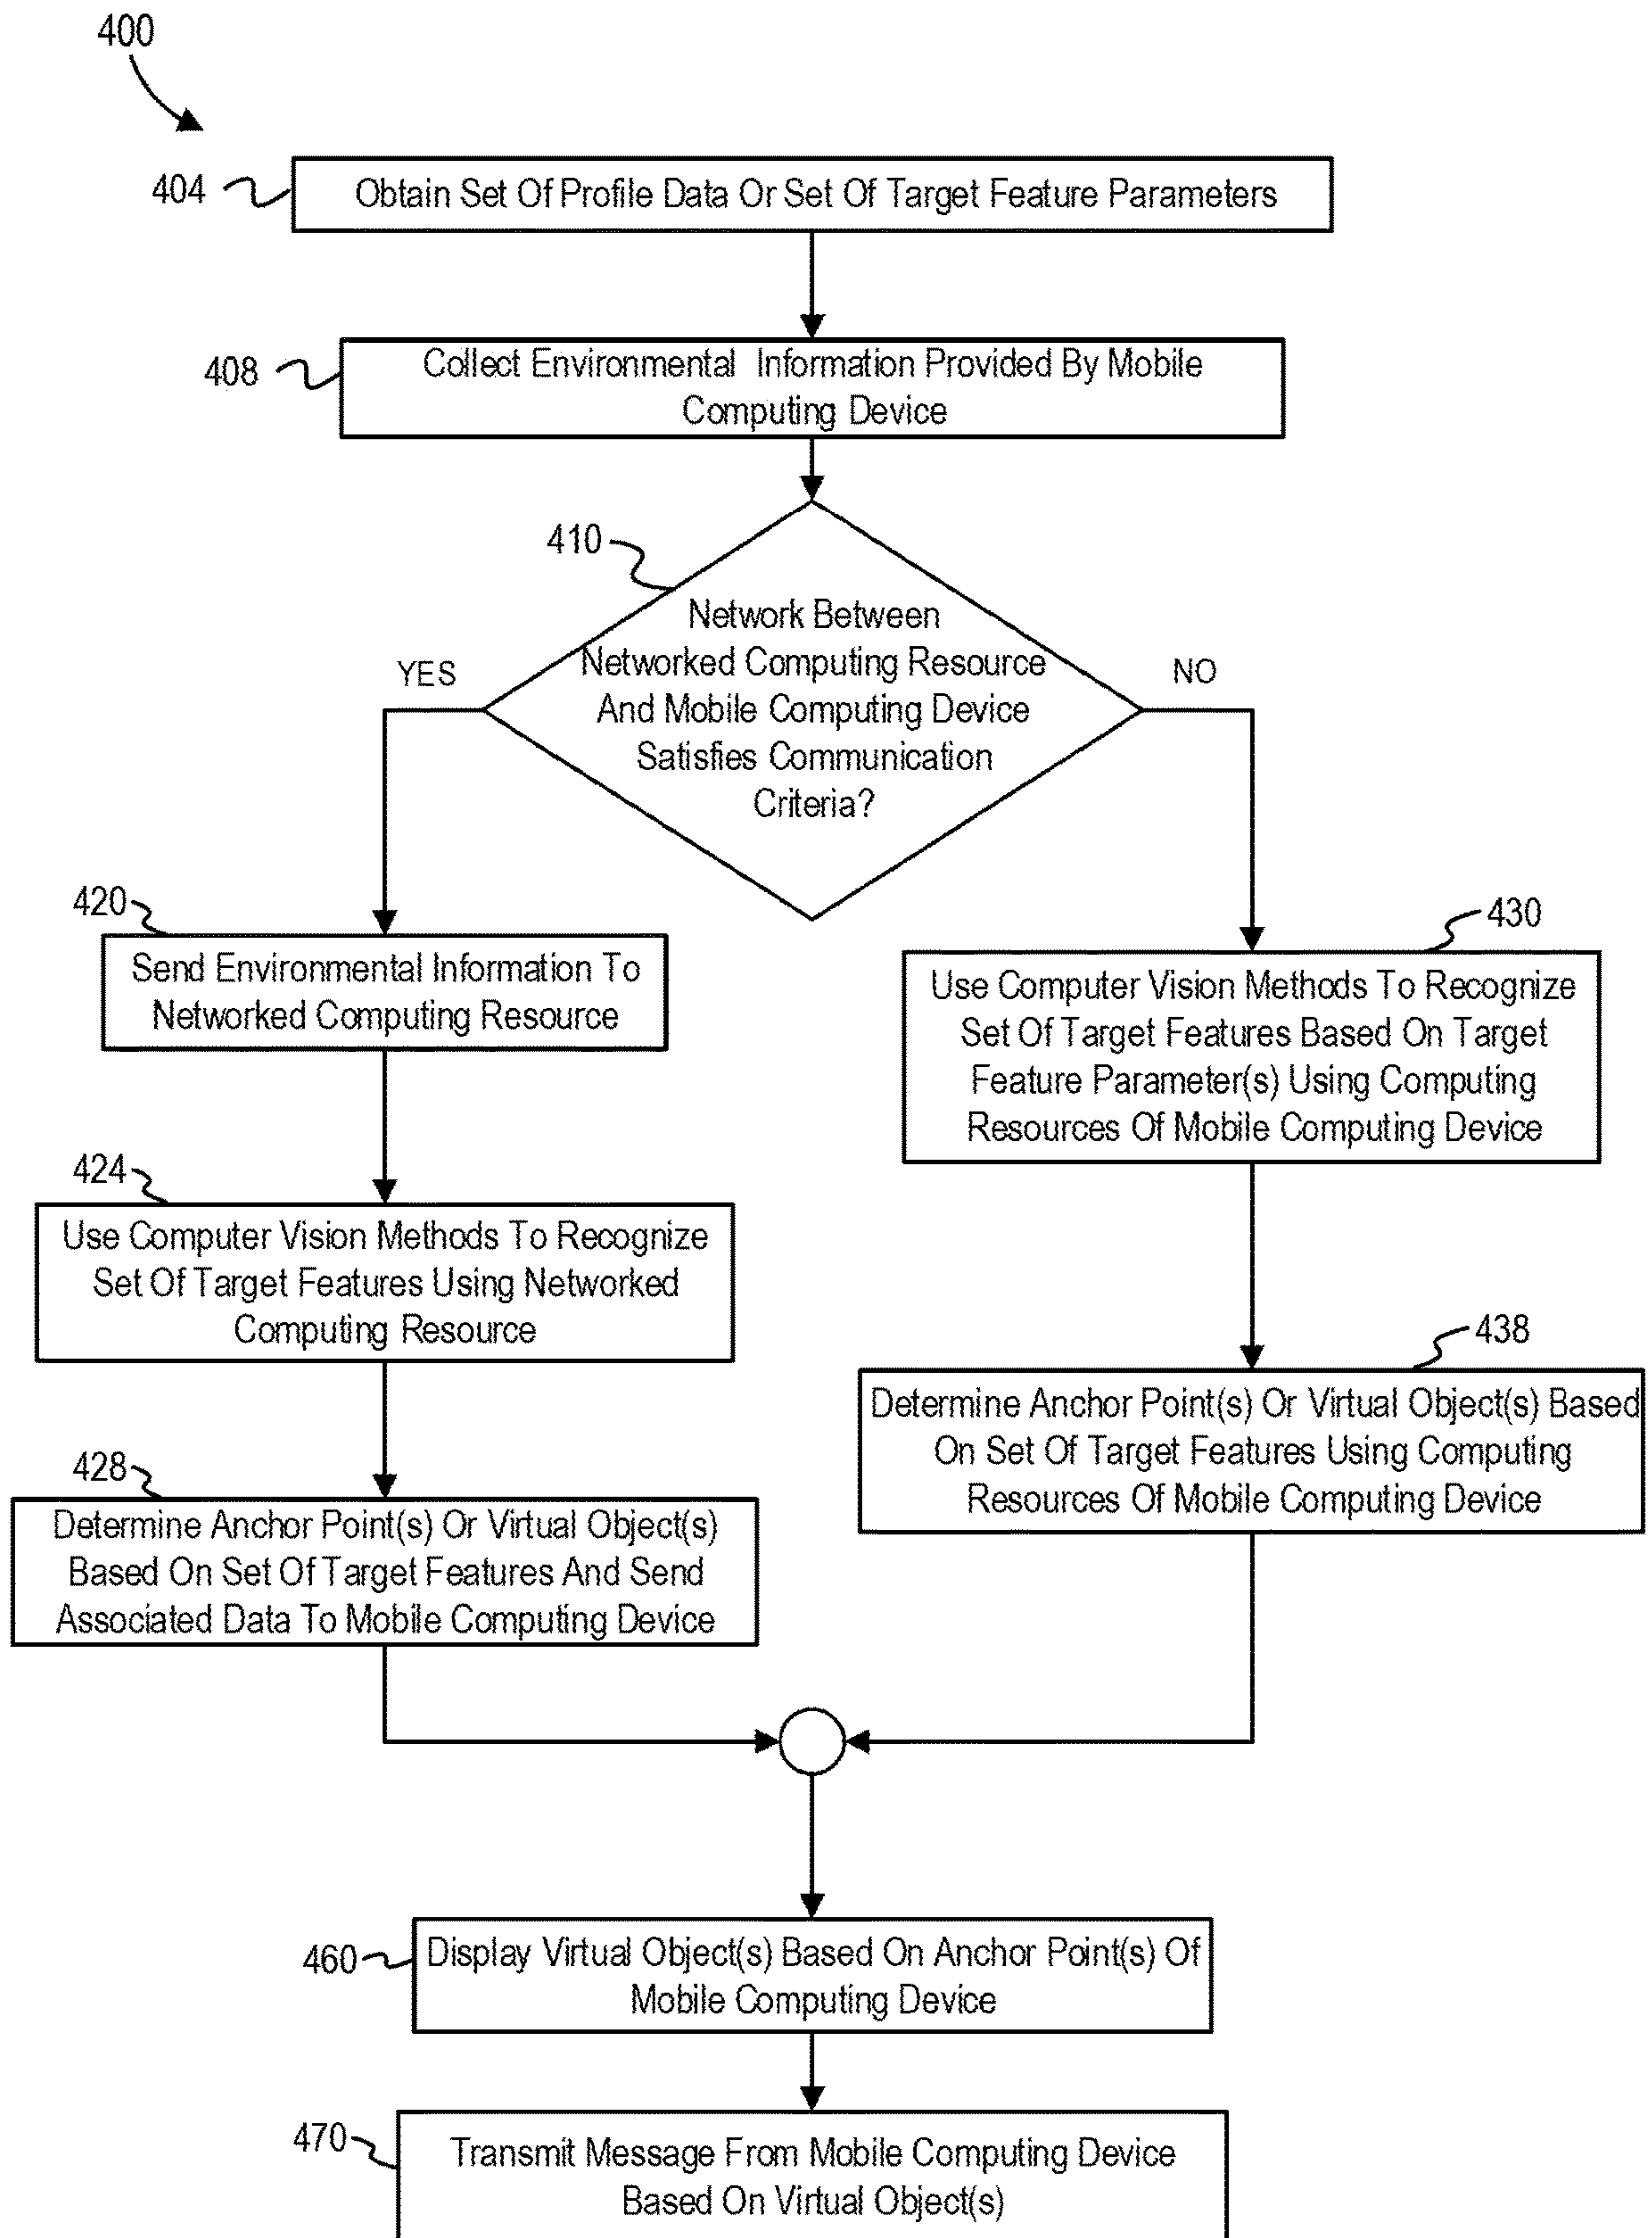 400
404
Obtain Set Of Profile Data Or Set Of Target Feature Parameters
408
Collect Environmental Information Provided By Mobile
Computing Device
410
Network Between
Networked Computing Resource
And Mobile Computing Device
Satisfies Communication
Criteria?
YES
NO
420
Send Environmental Information To
Networked Computing Resource
430
Use Computer Vision Methods To Recognize
Set Of Target Features Based On Target
Feature Parameter(s) Using Computing
Resources Of Mobile Computing Device
424
Use Computer Vision Methods To Recognize
Set Of Target Features Using Networked
Computing Resource
438
Determine Anchor Point(s) Or Virtual Object(s) Based
On Set Of Target Features Using Computing
Resources Of Mobile Computing Device
428
Determine Anchor Point(s) Or Virtual Object(s)
Based On Set Of Target Features And Send
Associated Data To Mobile Computing Device
460
Display Virtual Object(s) Based On Anchor Point(s) Of
Mobile Computing Device
470
Transmit Message From Mobile Computing Device
Based On Virtual Object(s)